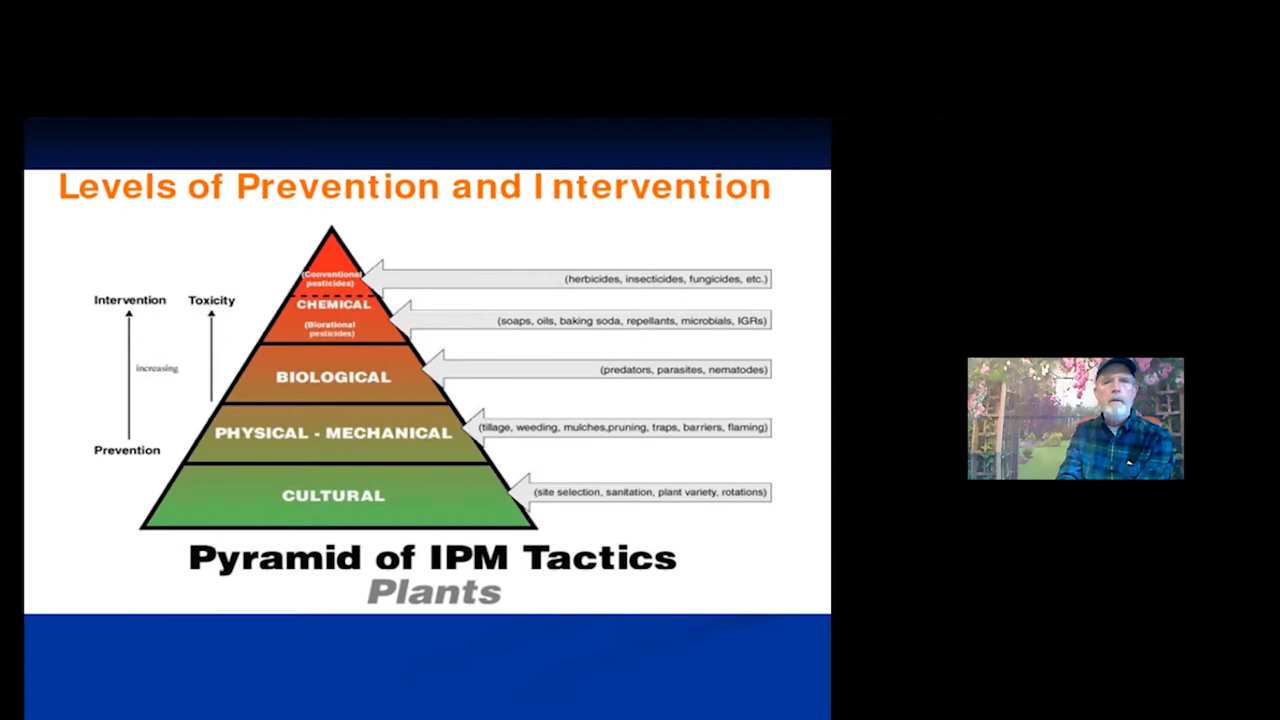 Levels of Prevention and Intervention
(Conventional
pesticides)
(herbicides, insecticides, fungicides, etc.)
Intervention
Toxicity
CHEMICAL
(Biorational
pesticides)
(soaps, oils, baking soda, repellants, microbials, IGRs)
increasing
BIOLOGICAL
(predators, parasites, nematodes)
PHYSICAL - MECHANICAL
(tillage, weeding, mulches,pruning, traps, barriers, flaming)
Prevention
CULTURAL
(site selection, sanitation, plant variety, rotations)
Pyramid of IPM Tactics
Plants